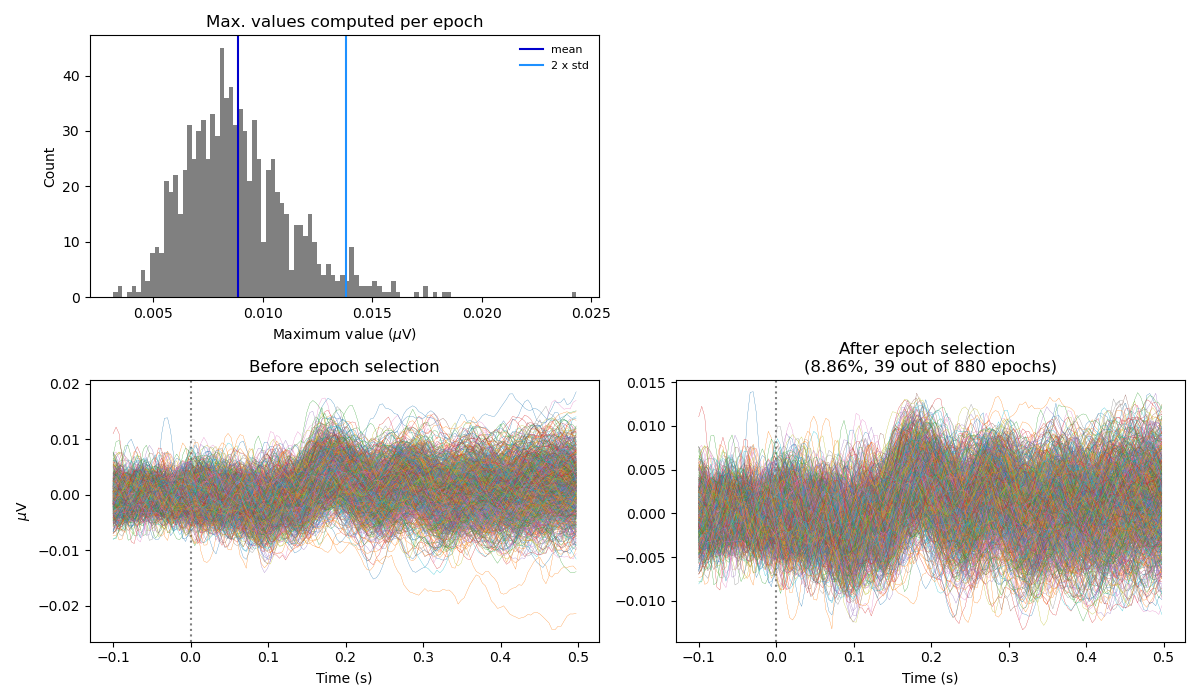 Max. values computed per epoch
mean
2 x std
Count
40
30
20
10
0
0.005 0.010 0.015 0.020 0.025
Maximum value (μV)
Before epoch selection
μV
0.02
0.01
0.00
−0.01
−0.02
−0.1 0.0 0.1 0.2 0.3 0.4 0.5
Time (s)
After epoch selection
(8.86%, 39 out of 880 epochs)
0.015
0.010
0.005
0.000
−0.005
−0.010
−0.1 0.0 0.1 0.2 0.3 0.4 0.5
Time (s)